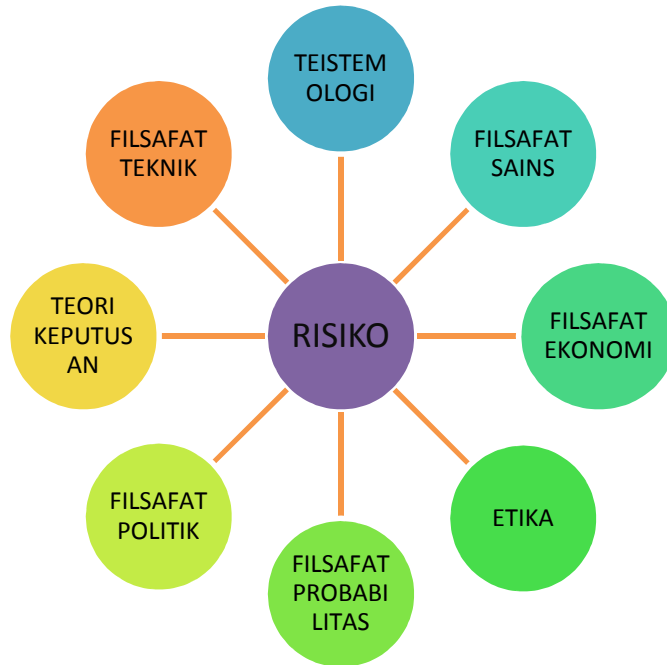 TEISTEM
OLOGI
FILSAFAT
SAINS
FILSAFAT
EKONOMI
ETIKA
FILSAFAT
PROBABI
LITAS
FILSAFAT
POLITIK
TEORI
KEPUTUS
AN
FILSAFAT
TEKNIK
RISIKO